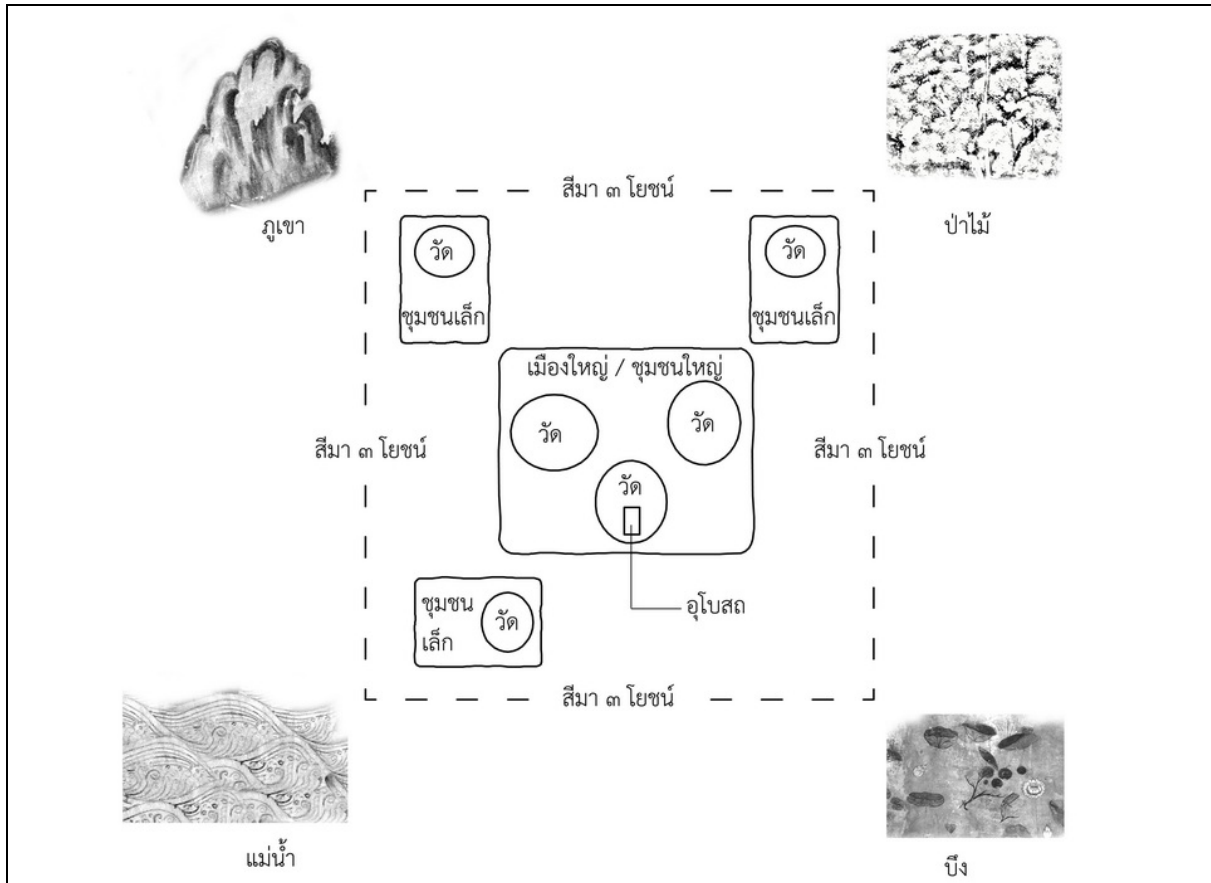 สีมา ๓ โยชน์
ภูเขา
ป่าไม้
วัด
ชุมชนเล็ก
วัด
ชุมชนเล็ก
เมืองใหญ่ / ชุมชนใหญ่
วัด
วัด
สีมา ๓ โยชน์
สีมา ๓ โยชน์
วัด
อุโบสถ
ชุมชน
เล็ก
วัด
สีมา ๓ โยชน์
แม่น้ำ
บึง